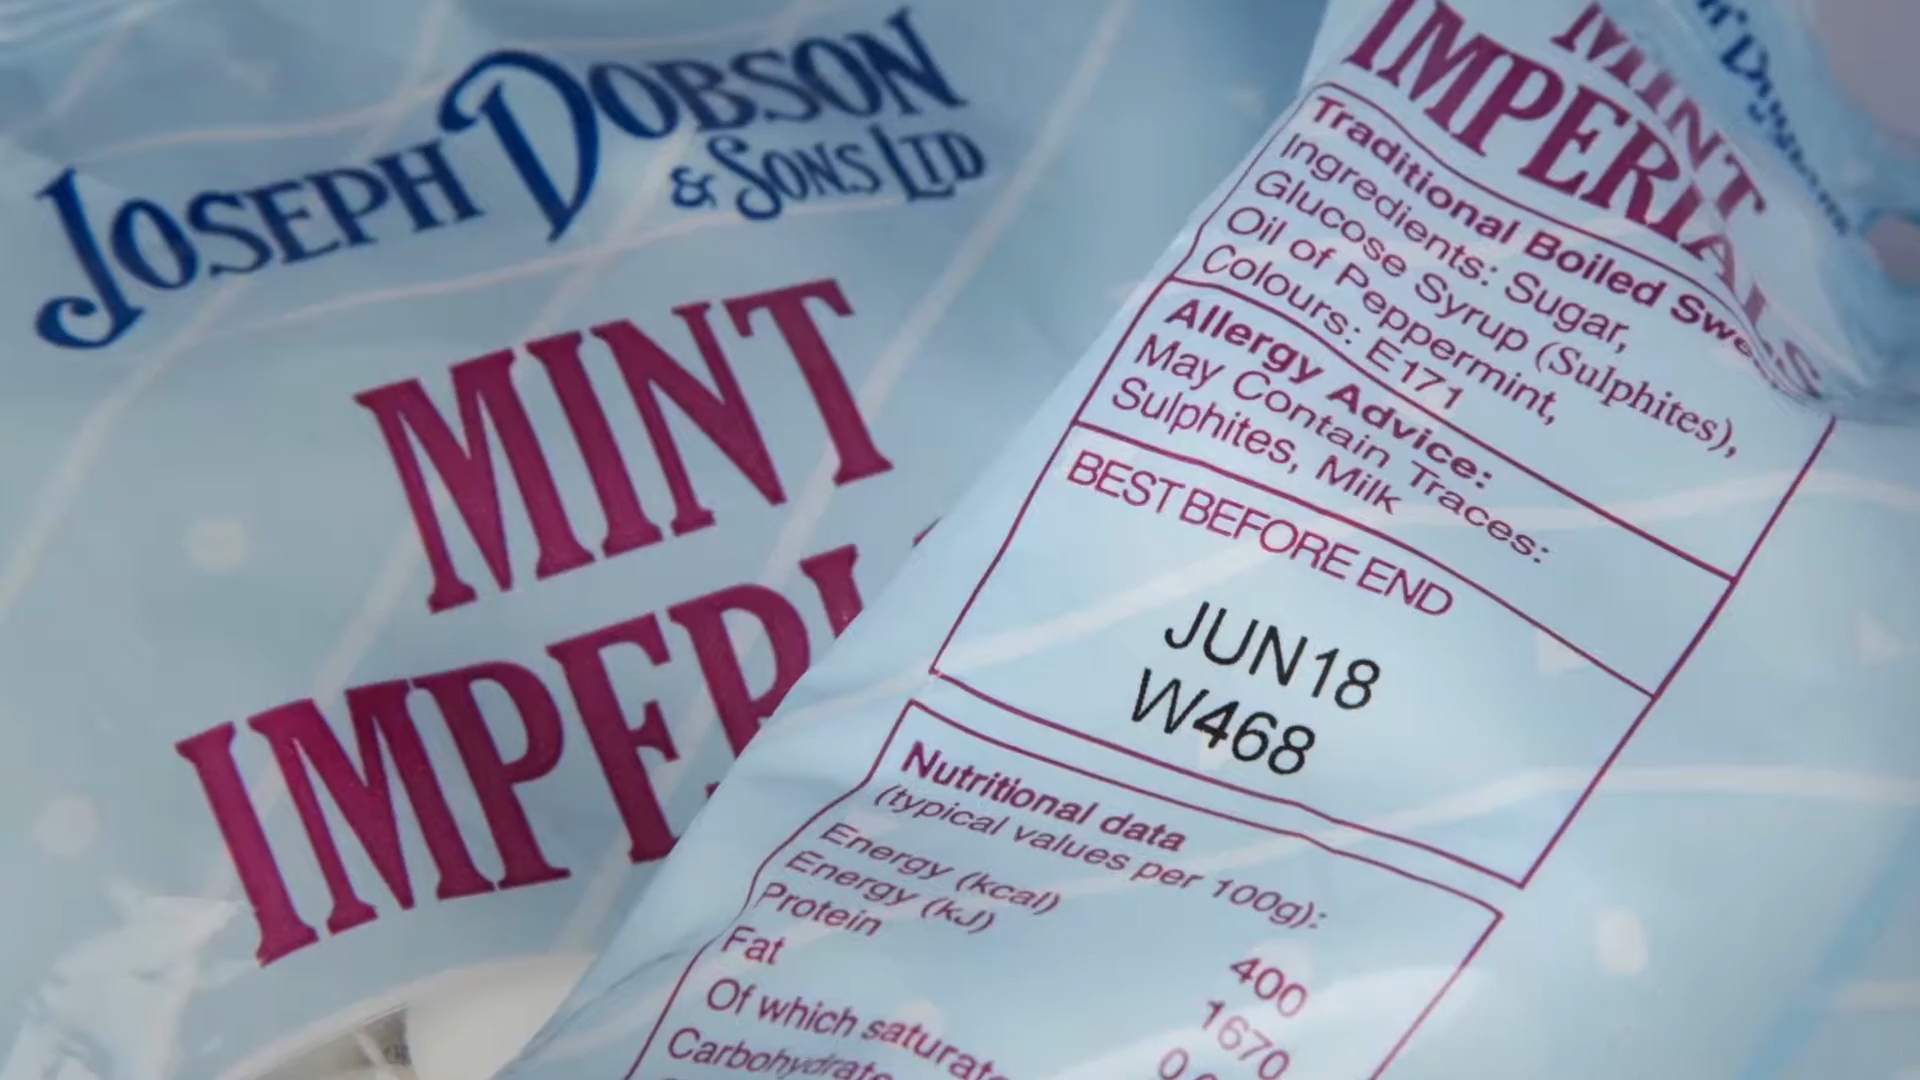 JOSEPH DOBSON
& SONS LTD
MINT
IMPERI
MINT
IMPERIALS
Traditional Boiled Swe
Ingredients: Sugar,
Glucose Syrup (Sulphites),
Oil of Peppermint,
Colours: E171
Allergy Advice:
May Contain Traces:
Sulphites, Milk
BEST BEFORE END
JUN18
W468
Nutritional data
(typical values per 100g):
Energy (kcal) 400
Energy (kJ) 1670
Protein
Fat
Of which saturate
Carbohydrate